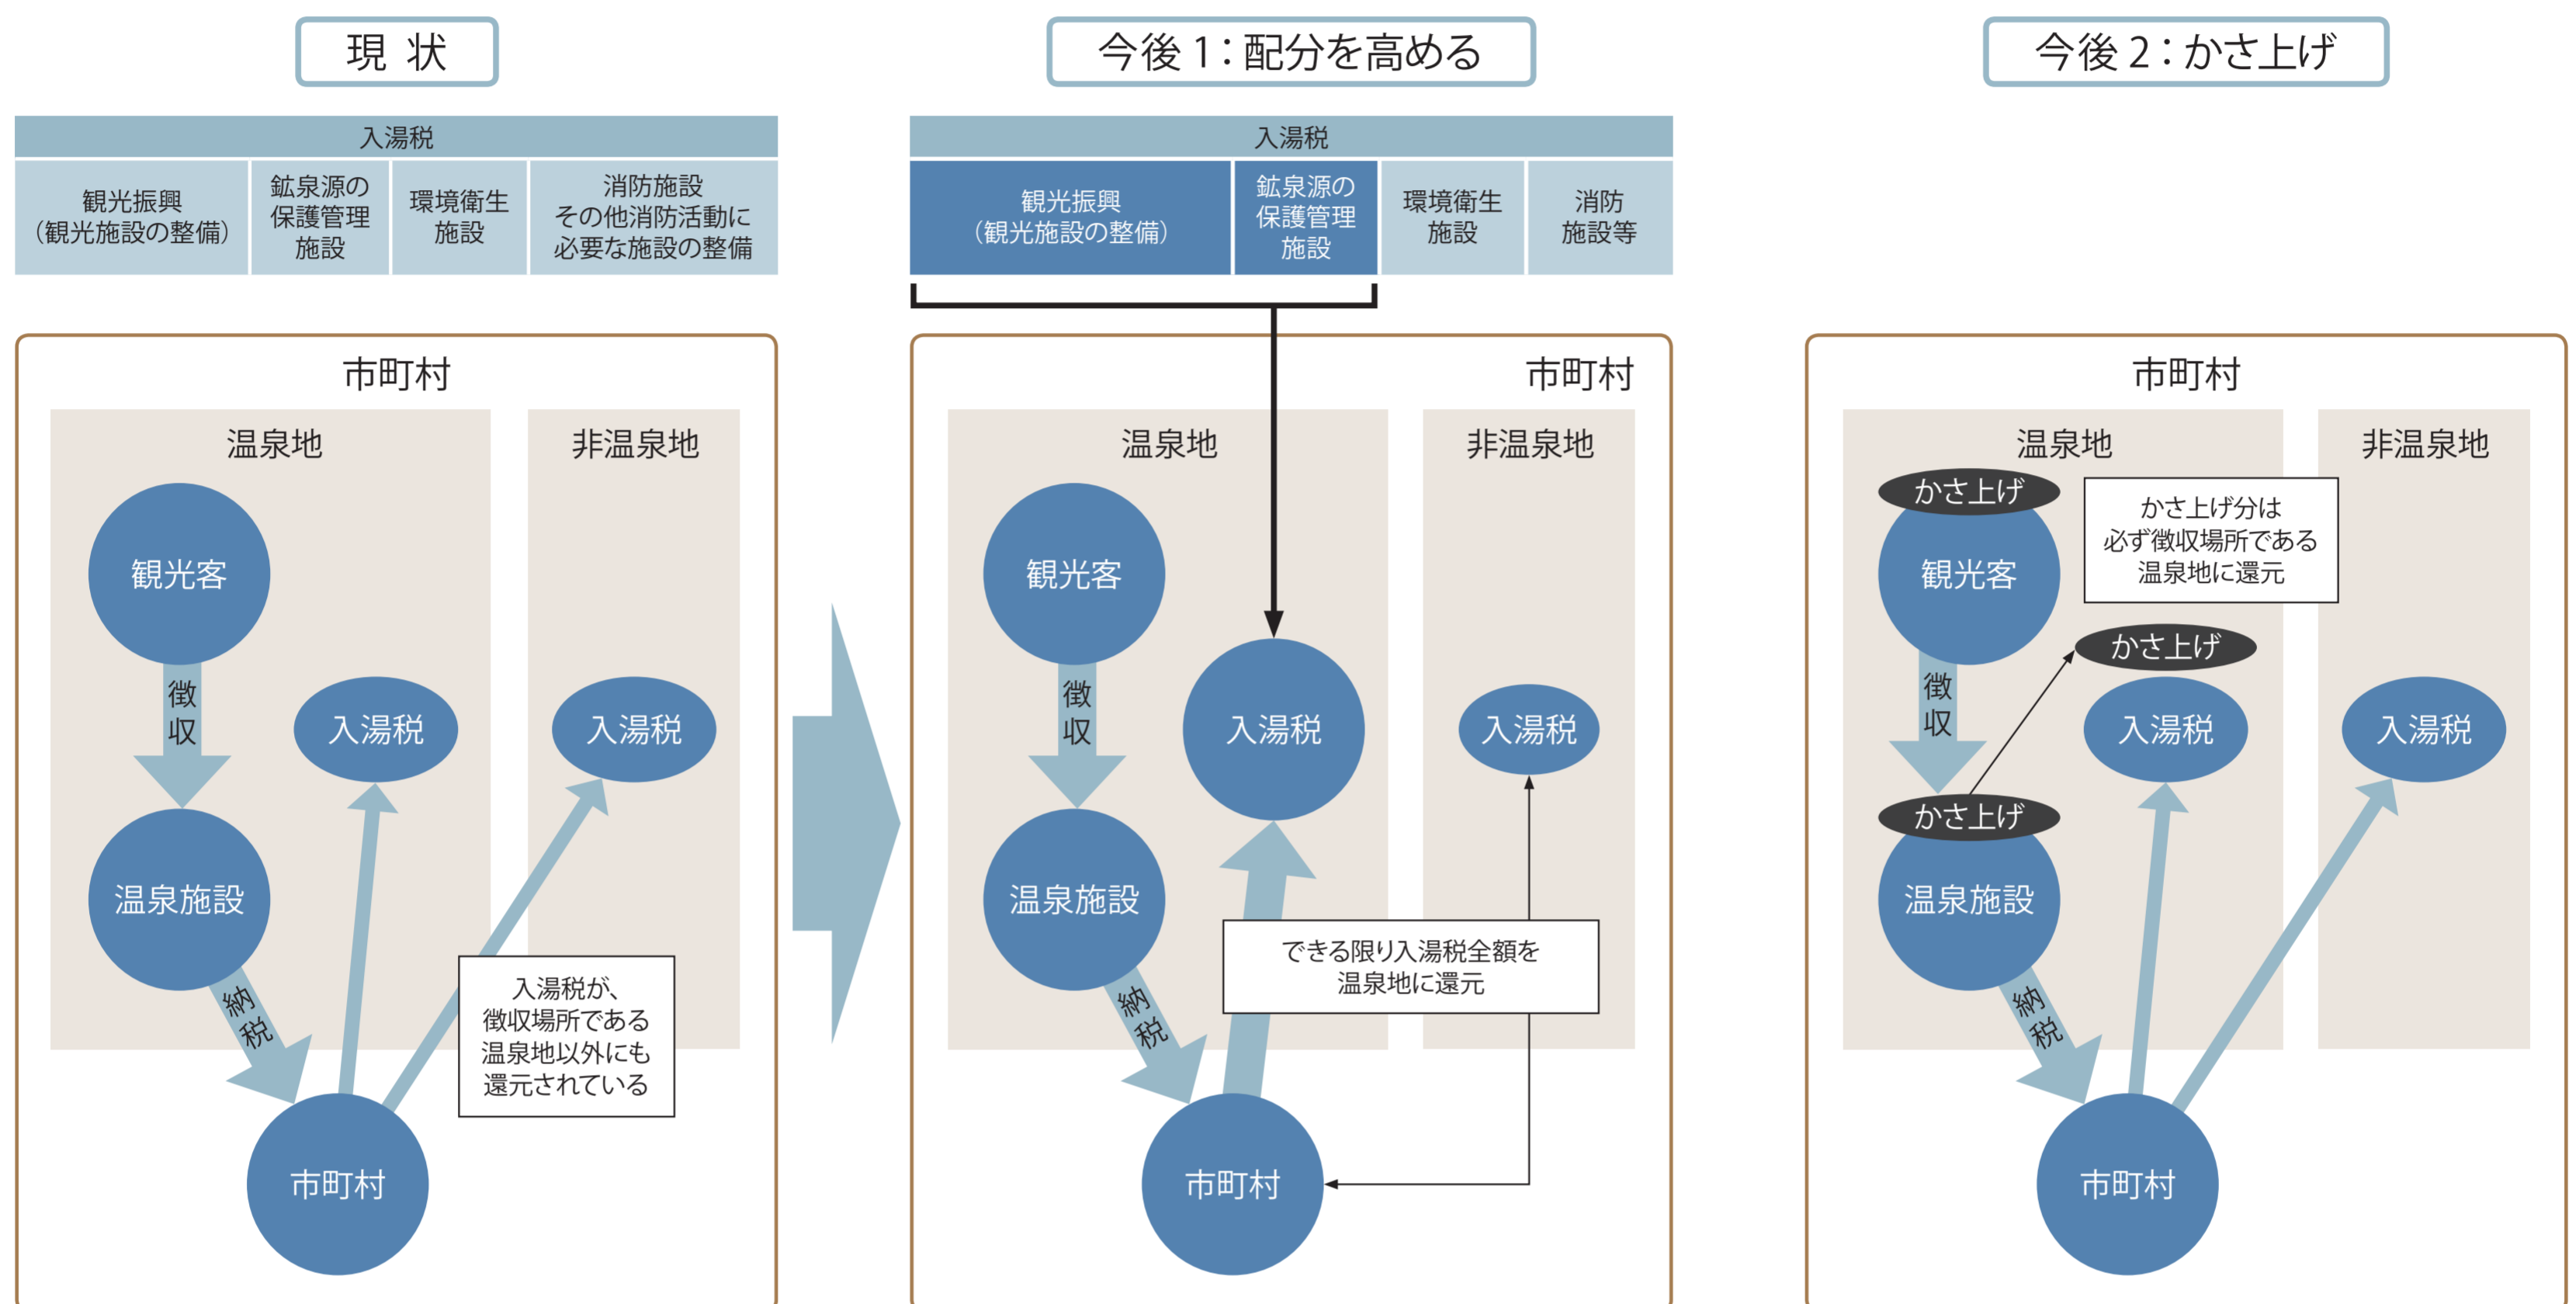 現 状
入湯税
観光振興
（観光施設の整備）
鉱泉源の
保護管理
施設
環境衛生
施設
消防施設
その他消防活動に
必要な施設の整備
市町村
温泉地
非温泉地
観光客
徴
収
入湯税
入湯税
温泉施設
納
税
入湯税が、
徴収場所である
温泉地以外にも
還元されている
市町村
今後 1：配分を高める
入湯税
観光振興
（観光施設の整備）
鉱泉源の
保護管理
施設
環境衛生
施設
消防
施設等
市町村
温泉地
非温泉地
観光客
徴
収
入湯税
入湯税
温泉施設
できる限り入湯税全額を
温泉地に還元
納
税
市町村
今後 2：かさ上げ
市町村
温泉地
非温泉地
かさ上げ
観光客
かさ上げ分は
必ず徴収場所である
温泉地に還元
かさ上げ
徴
収
入湯税
入湯税
かさ上げ
温泉施設
納
税
市町村